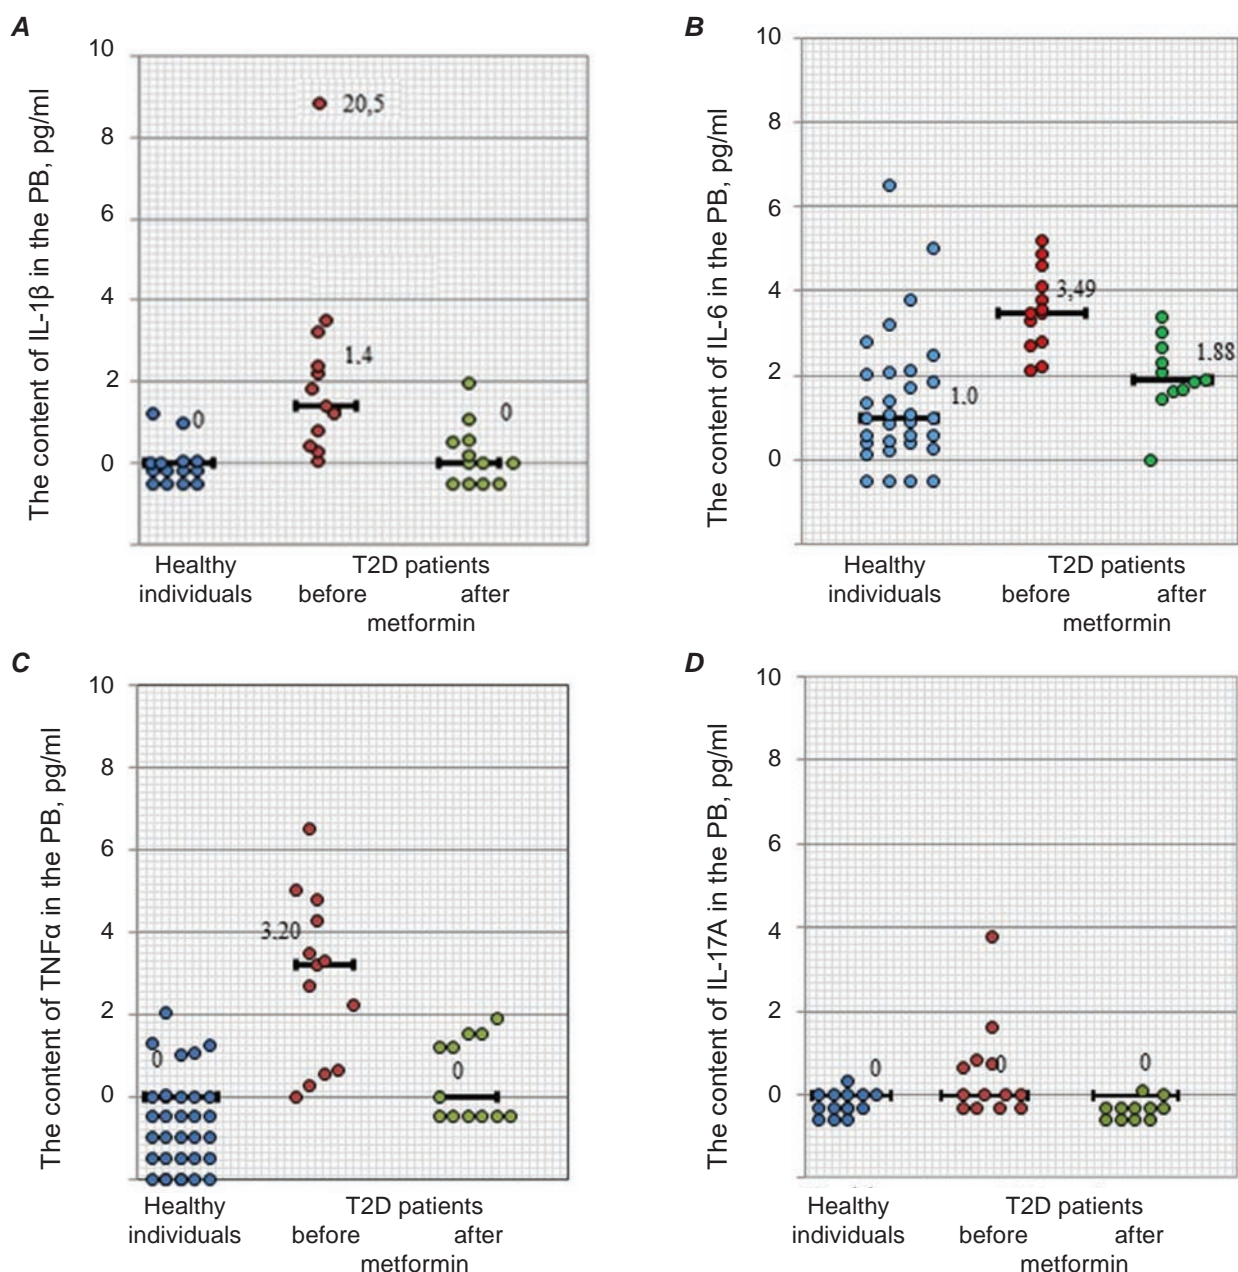 A
The content of IL-1β in the PB, pg/ml
10
8
6
4
2
0
20,5
1.4
0
0
Healthy individuals
T2D patients
before
after
metformin
B
The content of IL-6 in the PB, pg/ml
10
8
6
4
2
0
3,49
1.88
1.0
Healthy individuals
T2D patients
before
after
metformin
C
The content of TNFα in the PB, pg/ml
10
8
6
4
2
0
3.20
0
0
Healthy individuals
T2D patients
before
after
metformin
D
The content of IL-17A in the PB, pg/ml
10
8
6
4
2
0
0
0
0
Healthy individuals
T2D patients
before
after
metformin